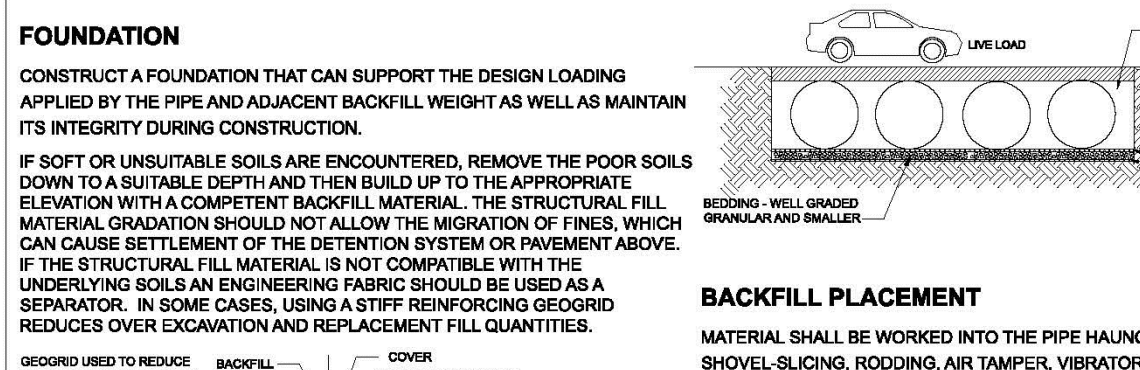 FOUNDATION
CONSTRUCT A FOUNDATION THAT CAN SUPPORT THE DESIGN LOADING
APPLIED BY THE PIPE AND ADJACENT BACKFILL WEIGHT AS WELL AS MAINTAIN
ITS INTEGRITY DURING CONSTRUCTION.
IF SOFT OR UNSUITABLE SOILS ARE ENCOUNTERED, REMOVE THE POOR SOILS
DOWN TO A SUITABLE DEPTH AND THEN BUILD UP TO THE APPROPRIATE
ELEVATION WITH A COMPETENT BACKFILL MATERIAL. THE STRUCTURAL FILL
MATERIAL GRADATION SHOULD NOT ALLOW THE MIGRATION OF FINES, WHICH
CAN CAUSE SETTLEMENT OF THE DETENTION SYSTEM OR PAVEMENT ABOVE.
IF THE STRUCTURAL FILL MATERIAL IS NOT COMPATIBLE WITH THE
UNDERLYING SOILS AN ENGINEERING FABRIC SHOULD BE USED AS A
SEPARATOR. IN SOME CASES, USING A STIFF REINFORCING GEOGRID
REDUCES OVER EXCAVATION AND REPLACEMENT FILL QUANTITIES.
GEOGRID USED TO REDUCE
BACKFILL
COVER
LIVE LOAD
BEDDING - WELL GRADED
GRANULAR AND SMALLER
BACKFILL PLACEMENT
MATERIAL SHALL BE WORKED INTO THE PIPE HAUNC
SHOVEL-SLICING, RODDING, AIR TAMPER, VIBRATOR